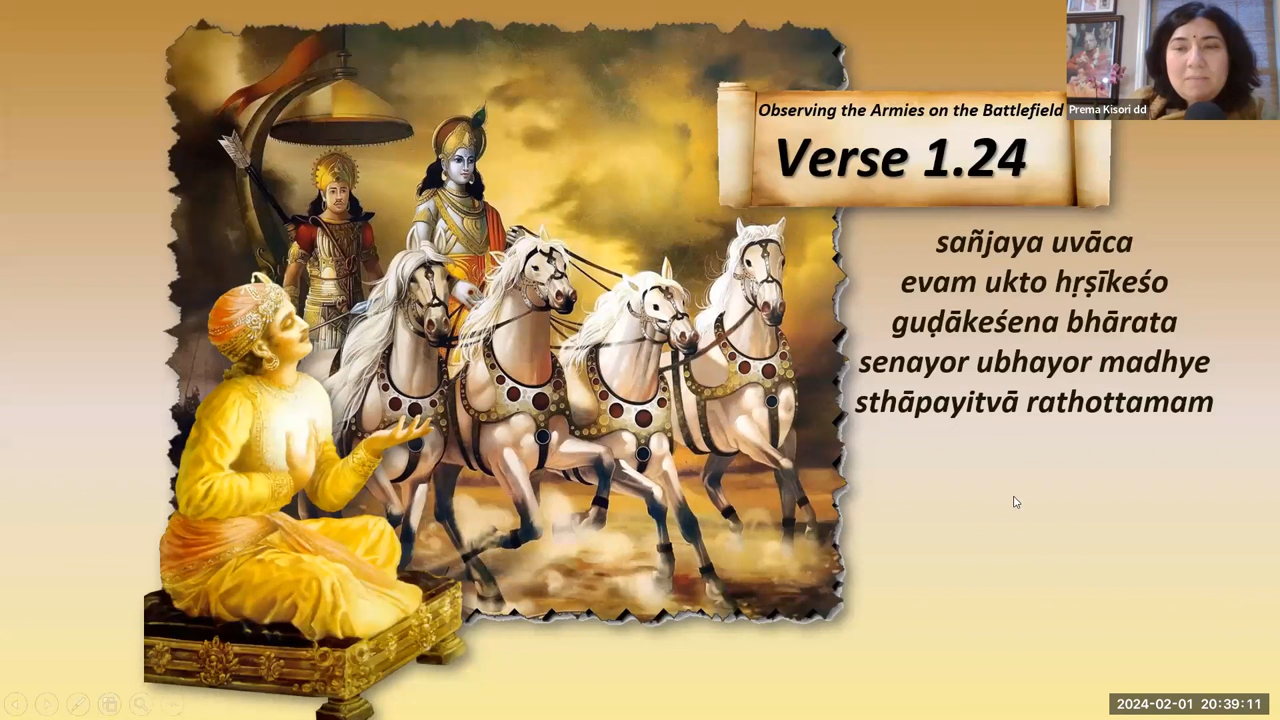 Observing the Armies on the Battlefield
Verse 1.24
Prema Kisori dd
sañjaya uvāca
evam ukto hṛṣīkeśo
guḍākeśena bhārata
senayor ubhayor madhye
sthāpayitvā rathottamam
2024-02-01 20:39:11